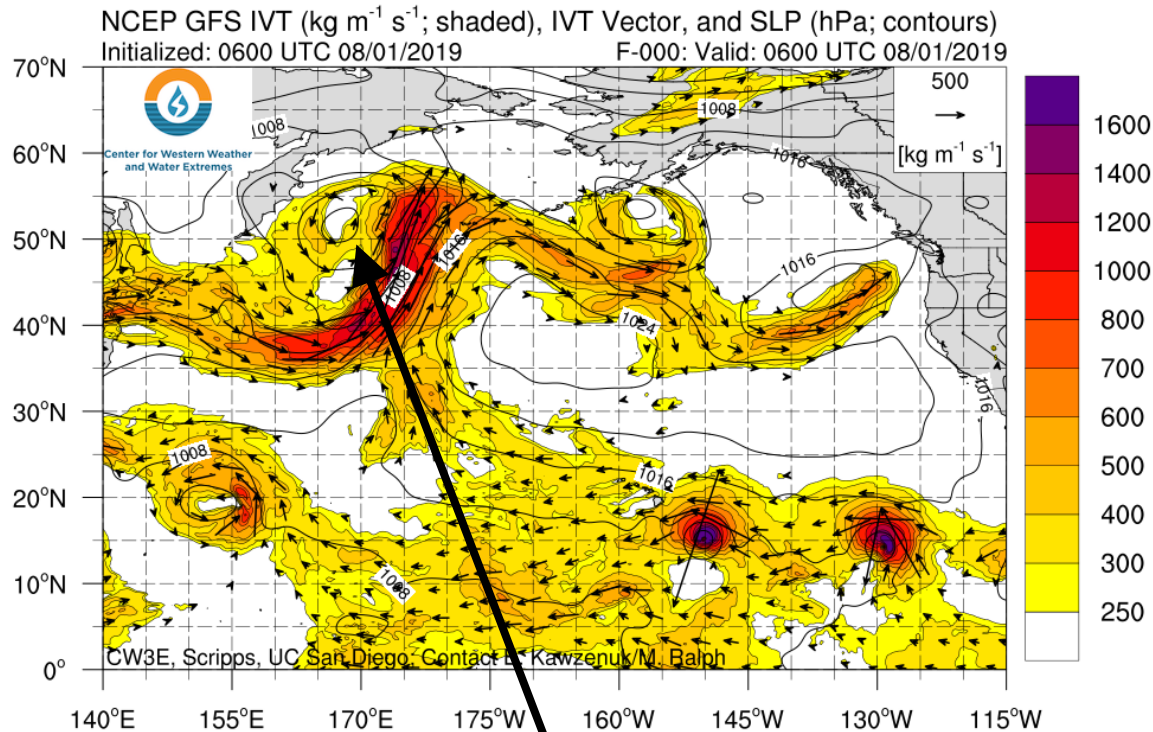 NCEP GFS IVT (kg m⁻¹ s⁻¹; shaded), IVT Vector, and SLP (hPa; contours)
Initialized: 0600 UTC 08/01/2019 F-000: Valid: 0600 UTC 08/01/2019
70°N
60°N
50°N
40°N
30°N
20°N
10°N
0°
Center for Western Weather
and Water Extremes
500
[kg m⁻¹ s⁻¹]
1008
1008
1016
1016
1008
1016
1024
1016
1008
1016
1008
CW3E, Scripps, UC San Diego, Contact B. Kawzenuk/M. Ralph
140°E 155°E 170°E 175°W 160°W 145°W 130°W 115°W
1600
1400
1200
1000
800
700
600
500
400
300
250